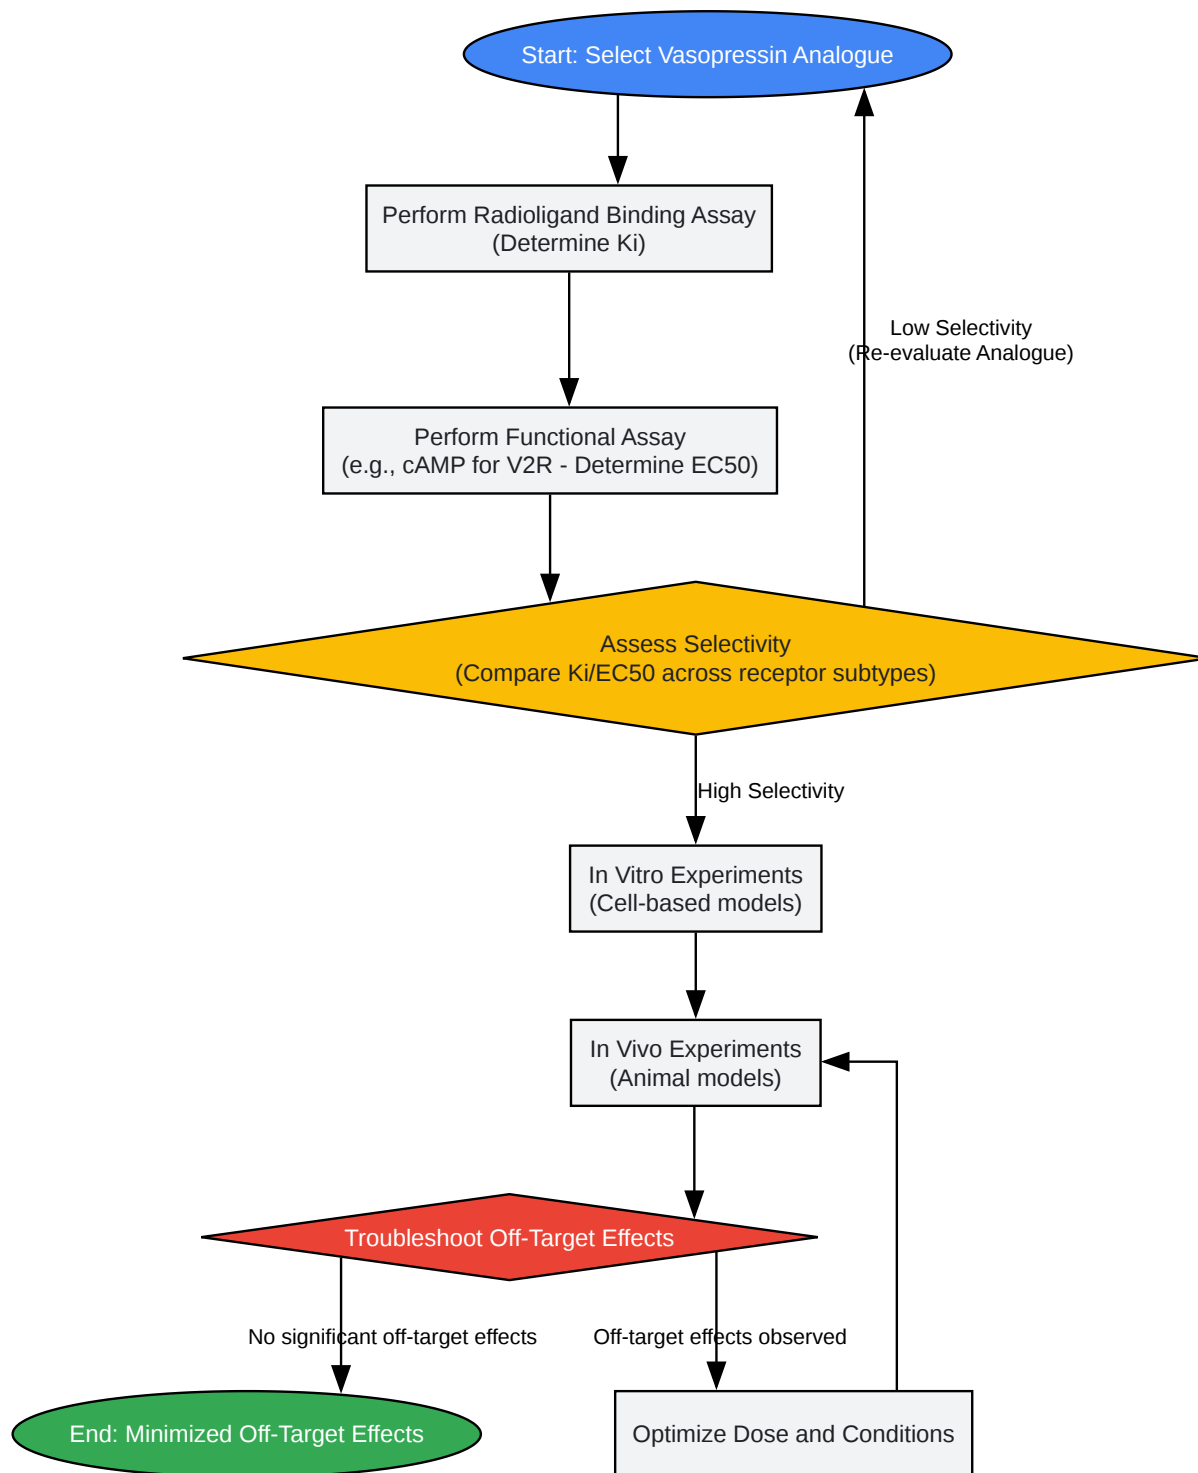 Start: Select Vasopressin Analogue
Perform Radioligand Binding Assay
(Determine Ki)
Low Selectivity
(Re-evaluate Analogue)
Perform Functional Assay
(e.g., cAMP for V2R - Determine EC50)
Assess Selectivity
(Compare Ki/EC50 across receptor subtypes)
High Selectivity
In Vitro Experiments
(Cell-based models)
In Vivo Experiments
(Animal models)
Troubleshoot Off-Target Effects
No significant off-target effects
Off-target effects observed
End: Minimized Off-Target Effects
Optimize Dose and Conditions